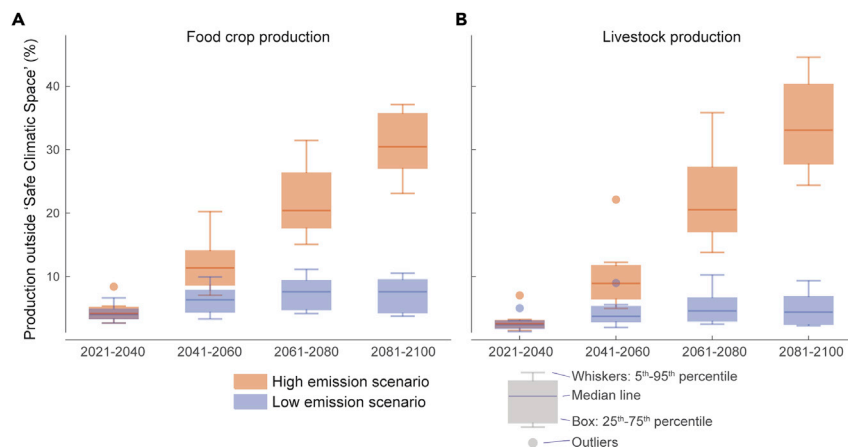 A
B
Food crop production
Livestock production
Production outside ‘Safe Climatic Space’ (%)
40
30
20
10
2021-2040
2041-2060
2061-2080
2081-2100
2021-2040
2041-2060
2061-2080
2081-2100
High emission scenario
Low emission scenario
Whiskers: 5th-95th percentile
Median line
Box: 25th-75th percentile
Outliers